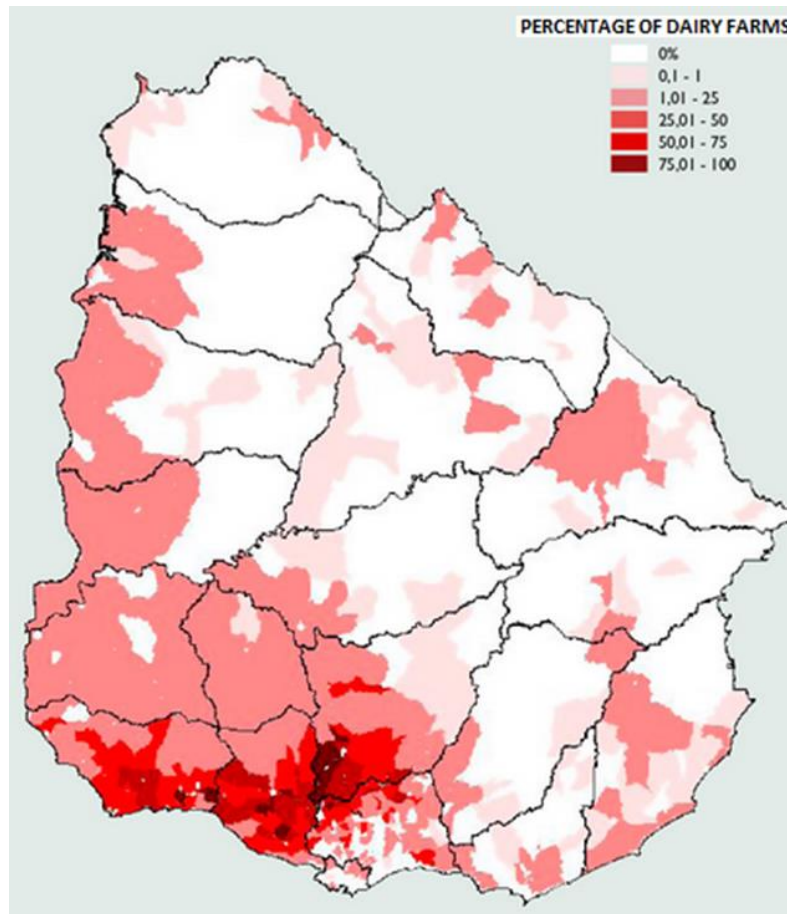 PERCENTAGE OF DAIRY FARMS
0%
0,1 - 1
1,01 - 25
25,01 - 50
50,01 - 75
75,01 - 100